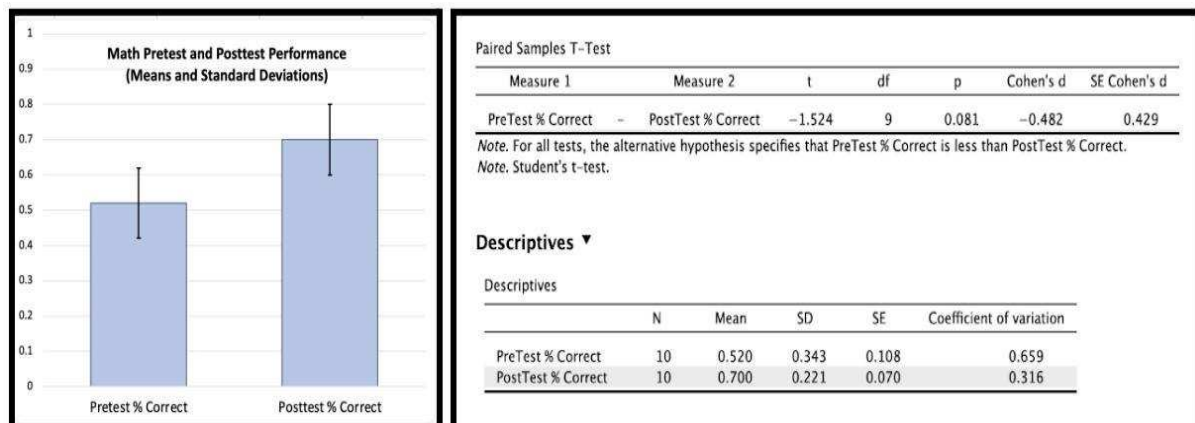 Math Pretest and Posttest Performance
(Means and Standard Deviations)
1
0.9
0.8
0.7
0.6
0.5
0.4
0.3
0.2
0.1
0
Pretest % Correct Posttest % Correct
Paired Samples T-Test
Measure 1 Measure 2 t df p Cohen's d SE Cohen's d
PreTest % Correct - PostTest % Correct −1.524 9 0.081 −0.482 0.429
Note. For all tests, the alternative hypothesis specifies that PreTest % Correct is less than PostTest % Correct.
Note. Student's t-test.
Descriptives ▼
Descriptives
N Mean SD SE Coefficient of variation
PreTest % Correct 10 0.520 0.343 0.108 0.659
PostTest % Correct 10 0.700 0.221 0.070 0.316